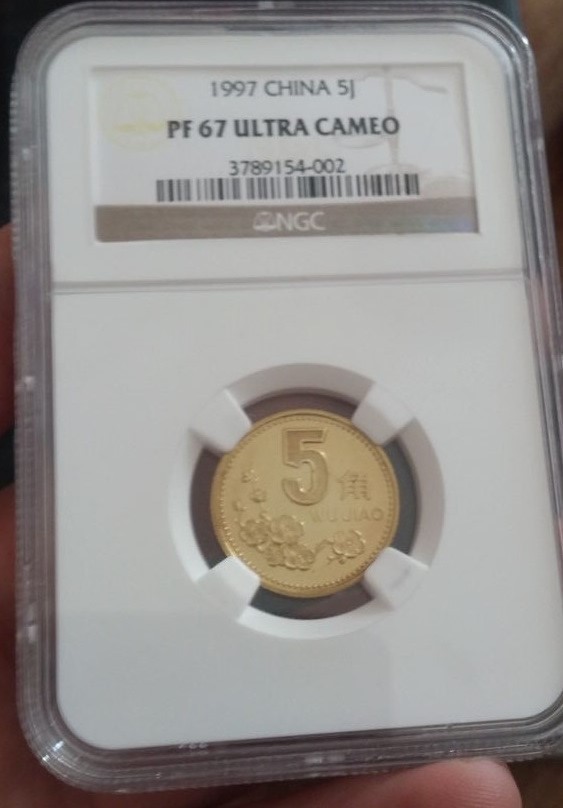 1997 CHINA 5J
PF 67 ULTRA CAMEO
3789154-002
NGC
5角
WU JIAO